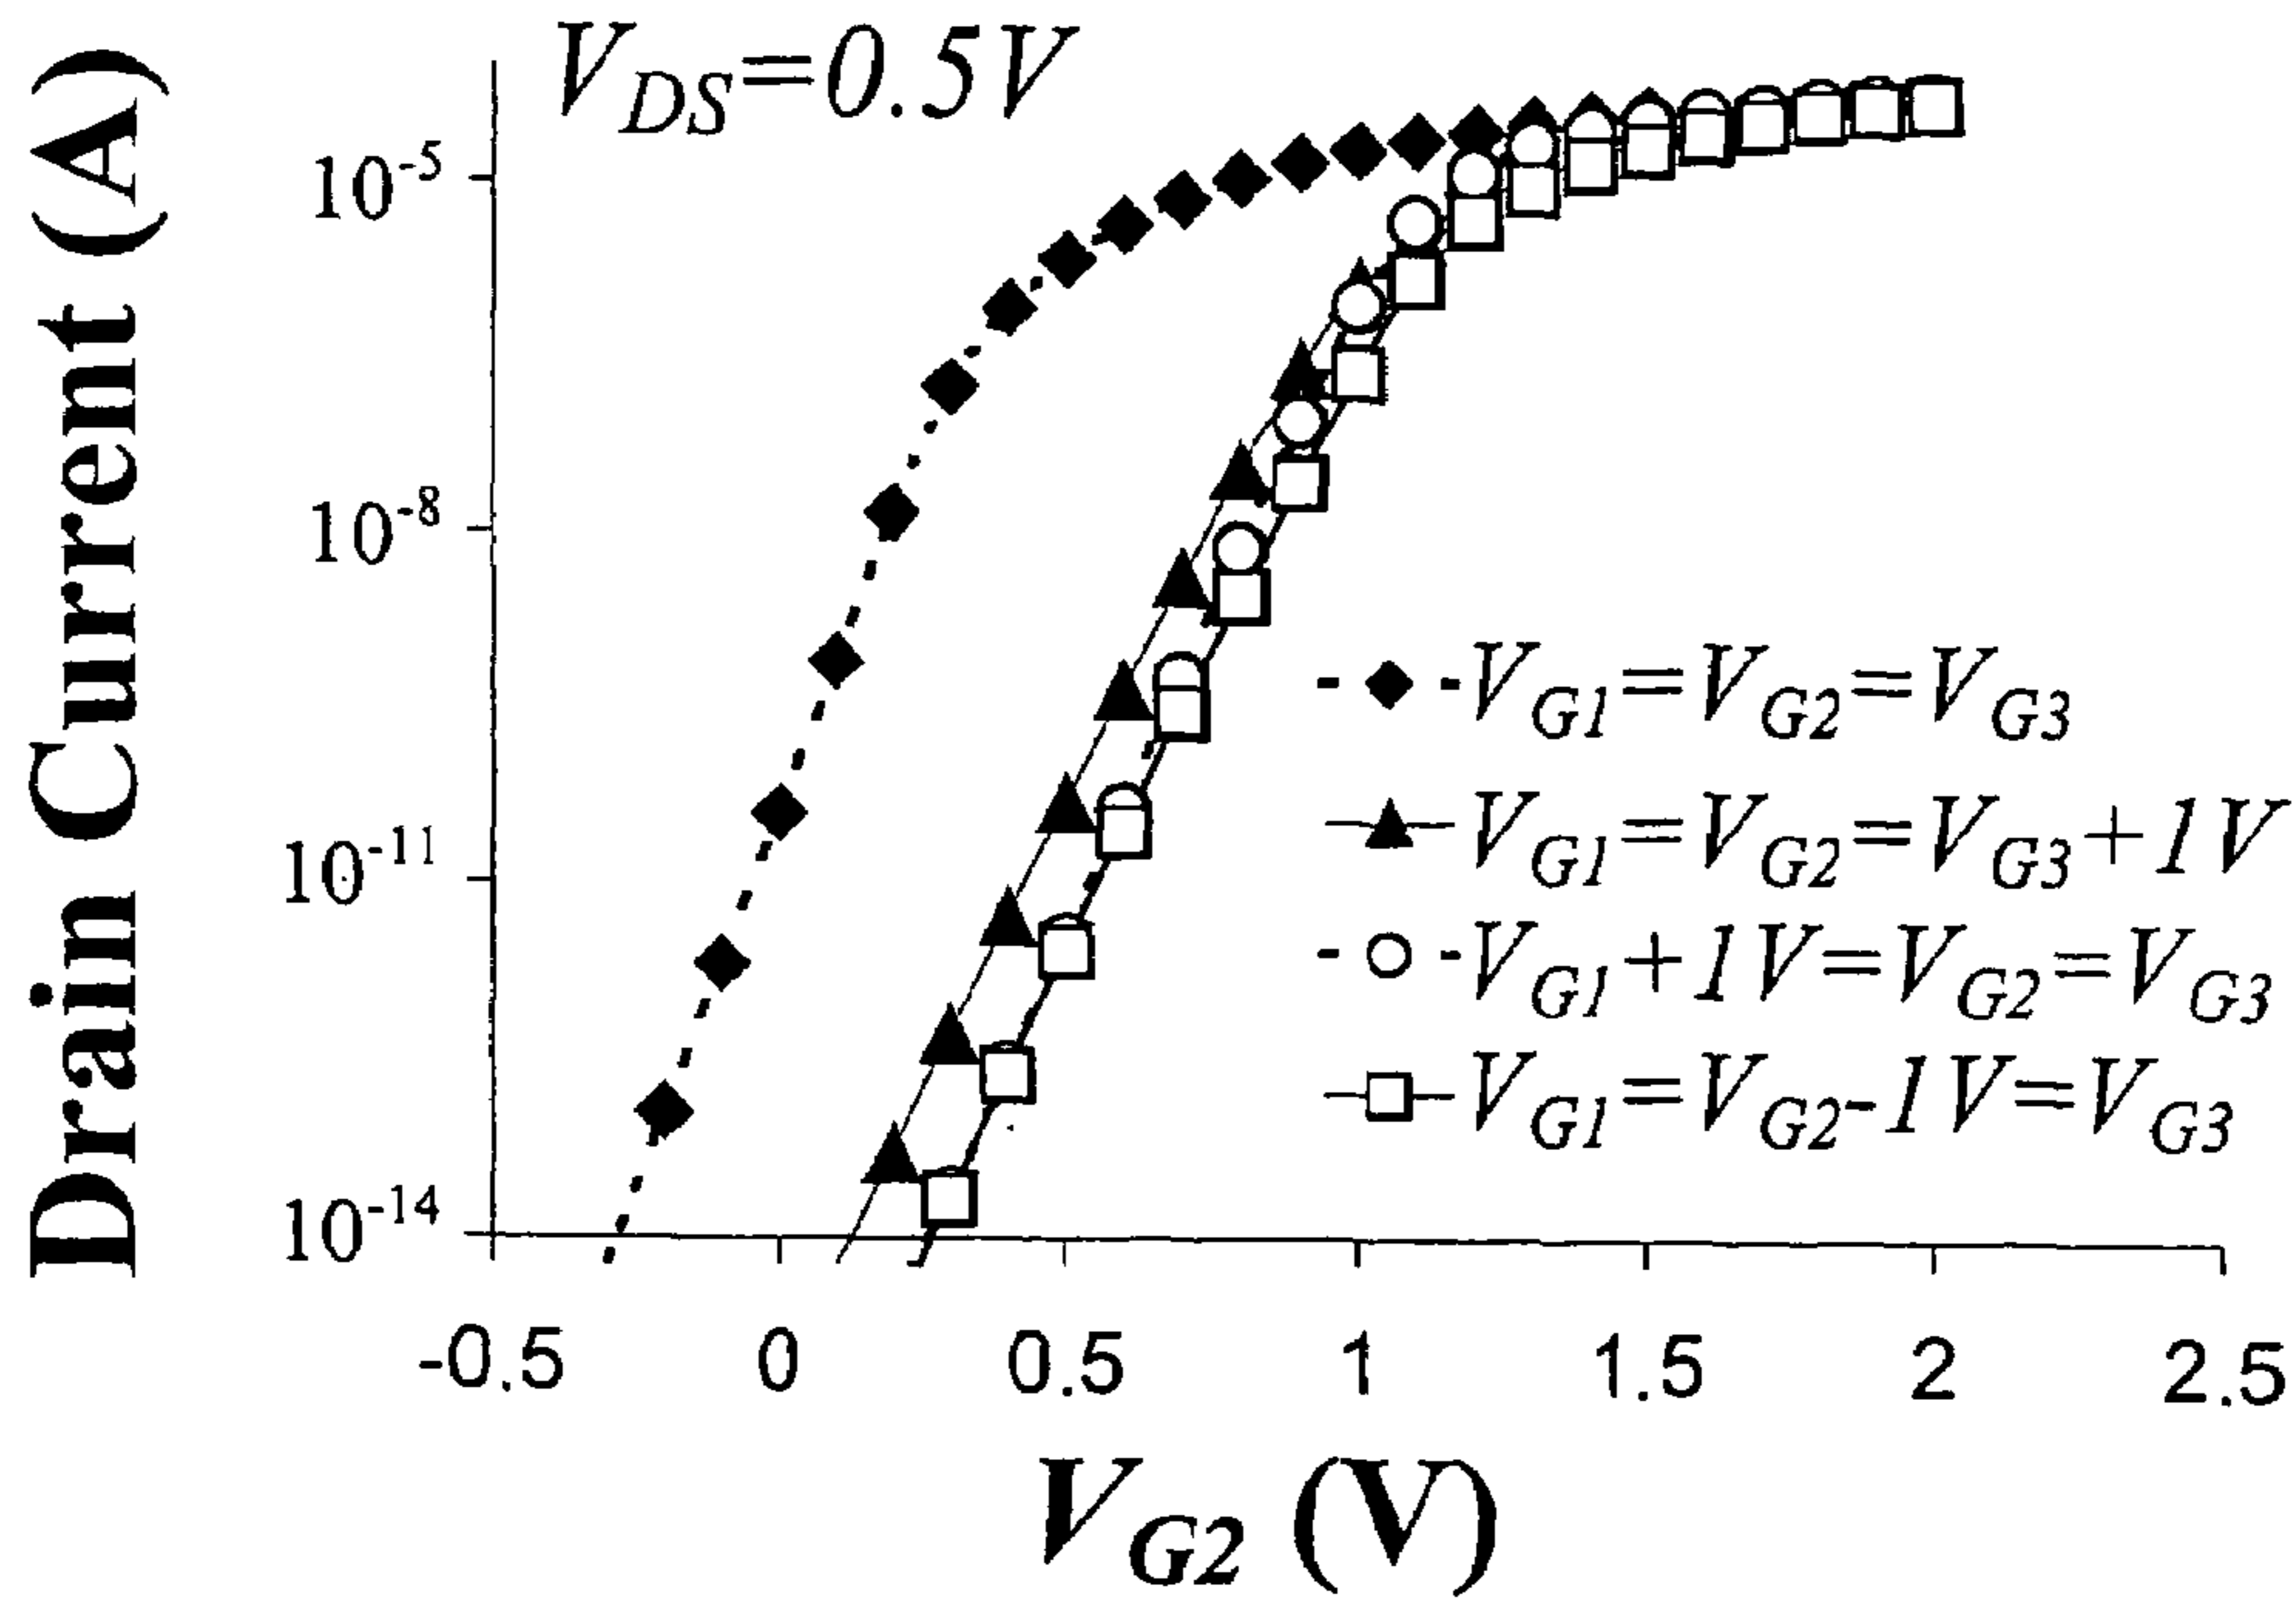 V_DS=0.5V
Drain Current (A)
10^-5
10^-8
10^-11
10^-14
-0.5 0 0.5 1 1.5 2 2.5
V_G2 (V)
V_G1=V_G2=V_G3
V_G1=V_G2=V_G3+1V
V_G1+1V=V_G2=V_G3
V_G1=V_G2-1V=V_G3